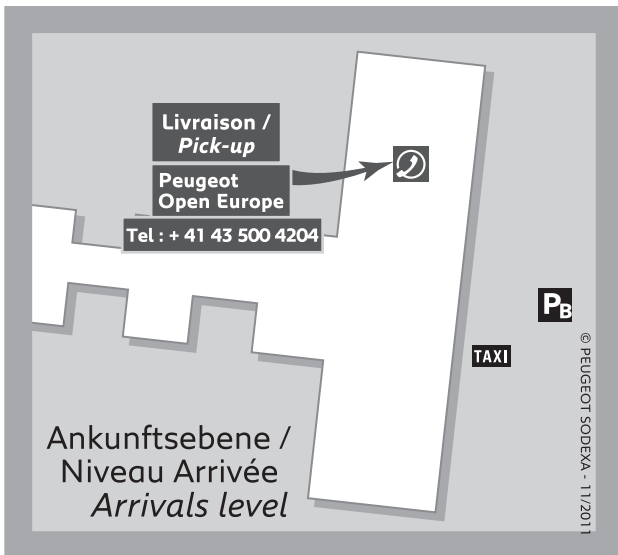 Livraison /
Pick-up
Peugeot
Open Europe
Tel : + 41 43 500 4204
PB
TAXI
© PEUGEOT SODEXA - 11/2011
Ankunftsebene /
Niveau Arrivée
Arrivals level